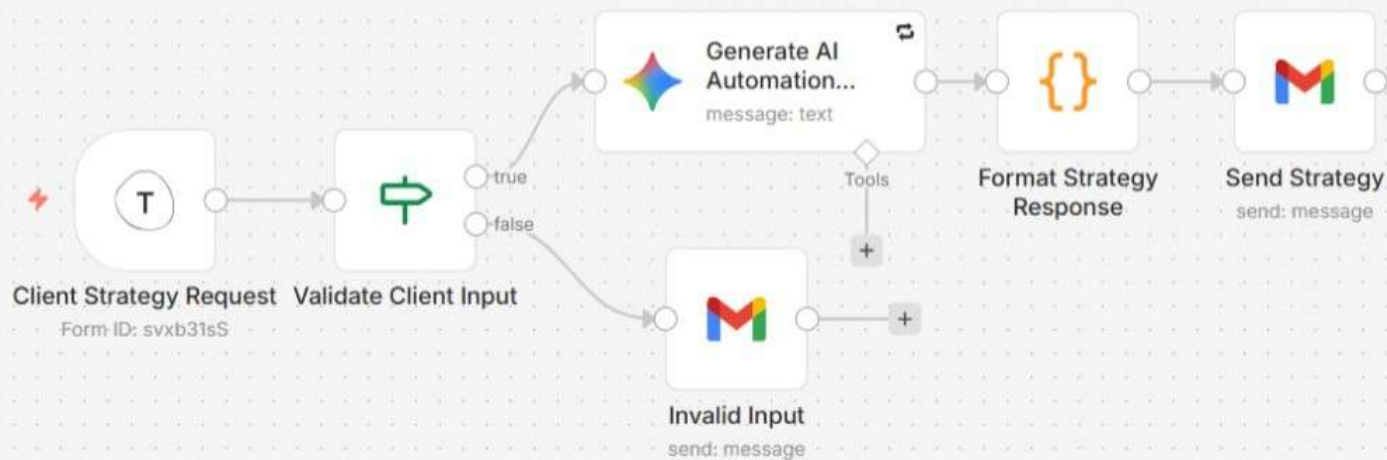 Generate AI
Automation...
message: text
T
true
false
Tools
+
Client Strategy Request
Form ID: svxb31sS
Validate Client Input
Format Strategy
Response
{}
Send Strategy
send: message
+
Invalid Input
send: message